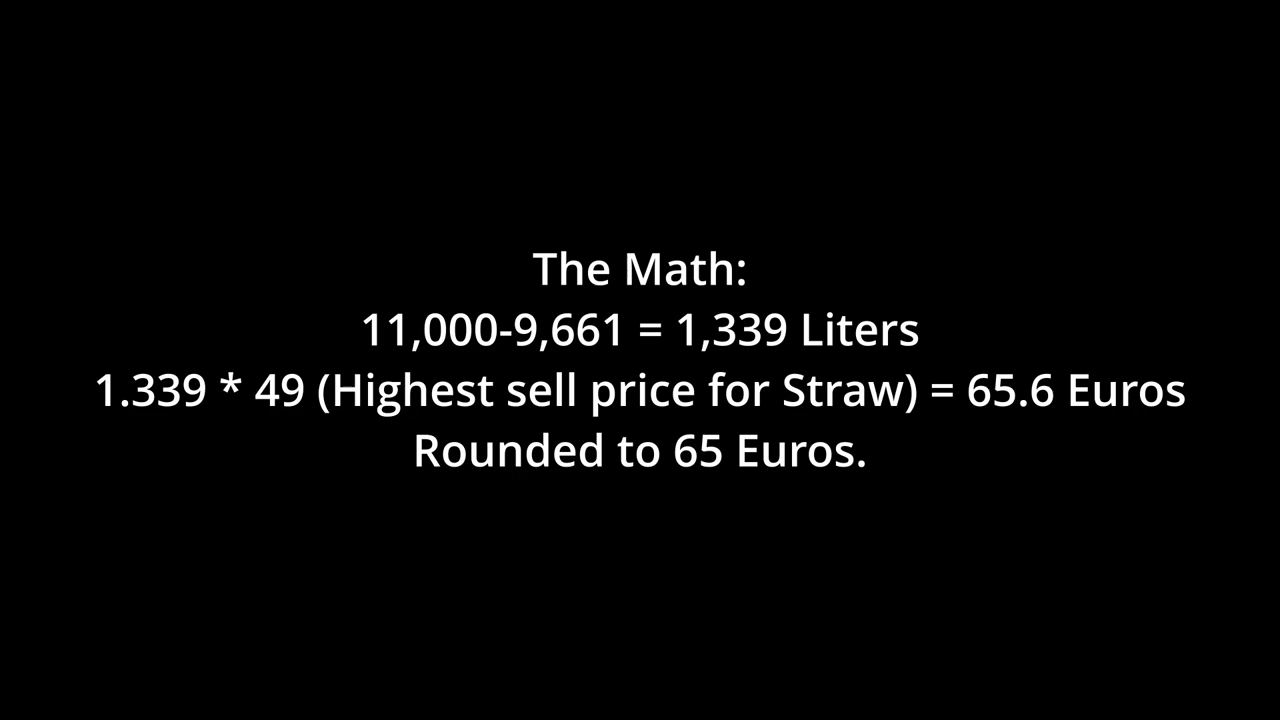 The Math:
11,000-9,661 = 1,339 Liters
1.339 * 49 (Highest sell price for Straw) = 65.6 Euros
Rounded to 65 Euros.